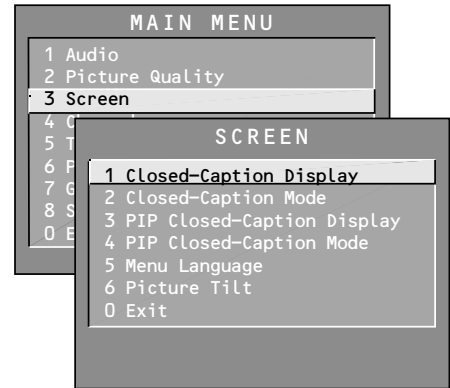 MAIN MENU
1 Audio
2 Picture Quality
3 Screen
4 C
5 T
6 P
7 G
8 S
0 E
SCREEN
1 Closed-Caption Display
2 Closed-Caption Mode
3 PIP Closed-Caption Display
4 PIP Closed-Caption Mode
5 Menu Language
6 Picture Tilt
0 Exit